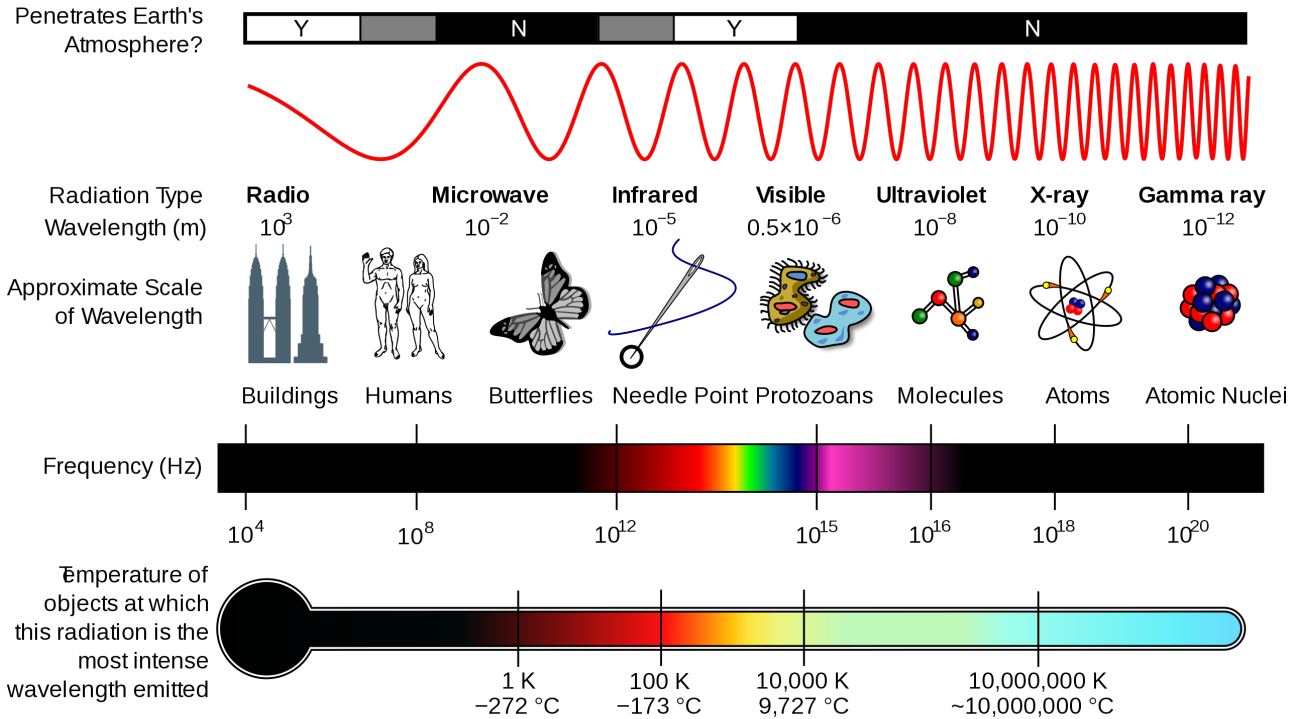 Penetrates Earth's
Atmosphere?
Y N Y N
Radiation Type
Radio Microwave Infrared Visible Ultraviolet X-ray Gamma ray
Wavelength (m)
10³ 10⁻² 10⁻⁵ 0.5×10⁻⁶ 10⁻⁸ 10⁻¹⁰ 10⁻¹²
Approximate Scale
of Wavelength
Buildings Humans Butterflies Needle Point Protozoans Molecules Atoms Atomic Nuclei
Frequency (Hz)
10⁴ 10⁸ 10¹² 10¹⁵ 10¹⁶ 10¹⁸ 10²⁰
Temperature of
objects at which
this radiation is the
most intense
wavelength emitted
1 K 100 K 10,000 K 10,000,000 K
−272 °C −173 °C 9,727 °C ~10,000,000 °C